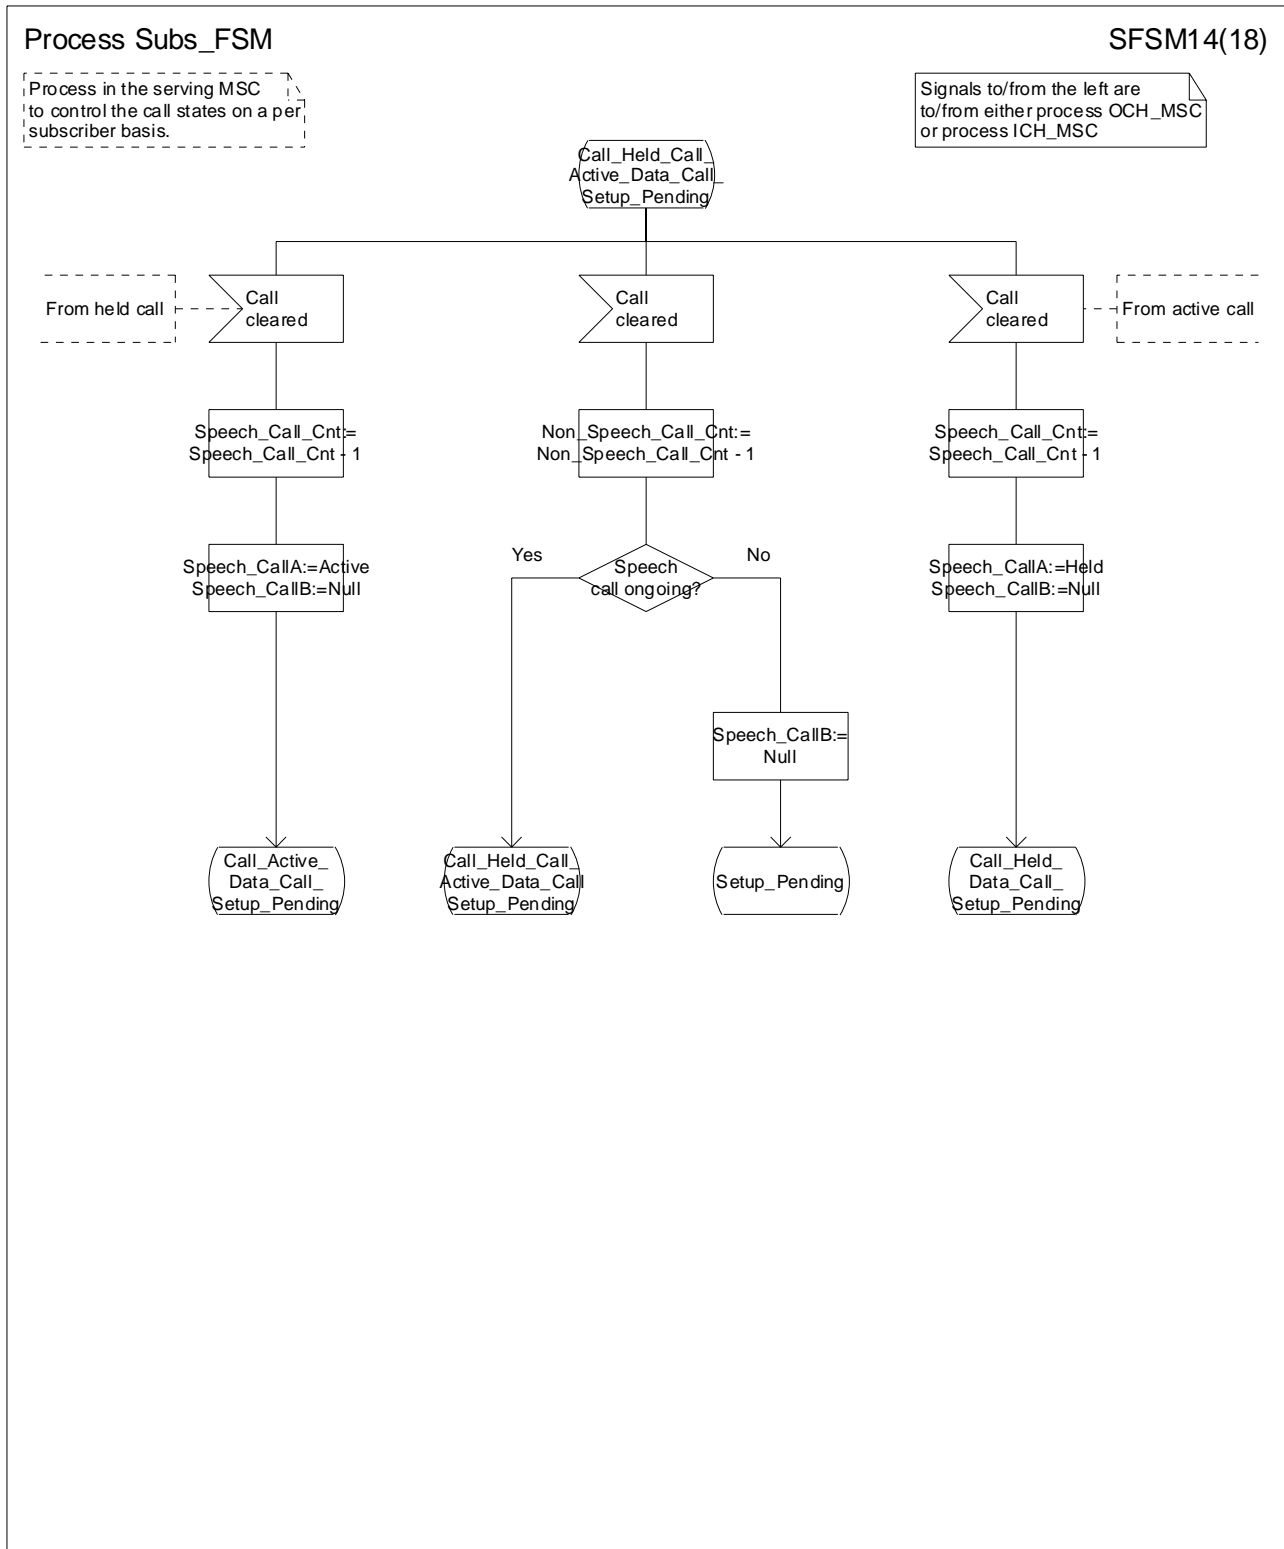 Process Subs_FSM
SFSM14(18)
Process in the serving MSC
to control the call states on a per
subscriber basis.
Signals to/from the left are
to/from either process OCH_MSC
or process ICH_MSC
Call_Held_Call_
Active_Data_Call_
Setup_Pending
From held call
Call
cleared
Call
cleared
Call
cleared
From active call
Speech_Call_Cnt:=
Speech_Call_Cnt - 1
Non_Speech_Call_Cnt:=
Non_Speech_Call_Cnt - 1
Speech_Call_Cnt:=
Speech_Call_Cnt - 1
Speech_CallA:=Active
Speech_CallB:=Null
Yes
Speech
call ongoing?
No
Speech_CallA:=Held
Speech_CallB:=Null
Speech_CallB:=
Null
Call_Active_
Data_Call_
Setup_Pending
Call_Held_Call_
Active_Data_Call
Setup_Pending
Setup_Pending
Call_Held_
Data_Call_
Setup_Pending